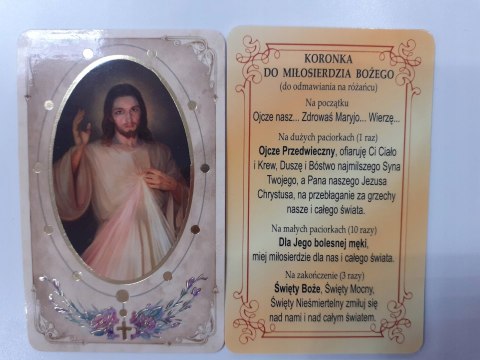 KORONKA
DO MIŁOSIERDZIA BOŻEGO
(do odmawiania na różańcu)
Na początku
Ojcze nasz... Zdrowaś Maryjo... Wierzę...
Na dużych paciorkach (1 raz)
Ojcze Przedwieczny, ofiaruję Ci Ciało
i Krew, Duszę i Bóstwo najmilszego Syna
Twojego, a Pana naszego Jezusa
Chrystusa, na przebłaganie za grzechy
nasze i całego świata.
Na małych paciorkach (10 razy)
Dla Jego bolesnej męki,
miej miłosierdzie dla nas i całego świata.
Na zakończenie (3 razy)
Święty Boże, Święty Mocny,
Święty Nieśmiertelny zmiłuj się
nad nami i nad całym światem.